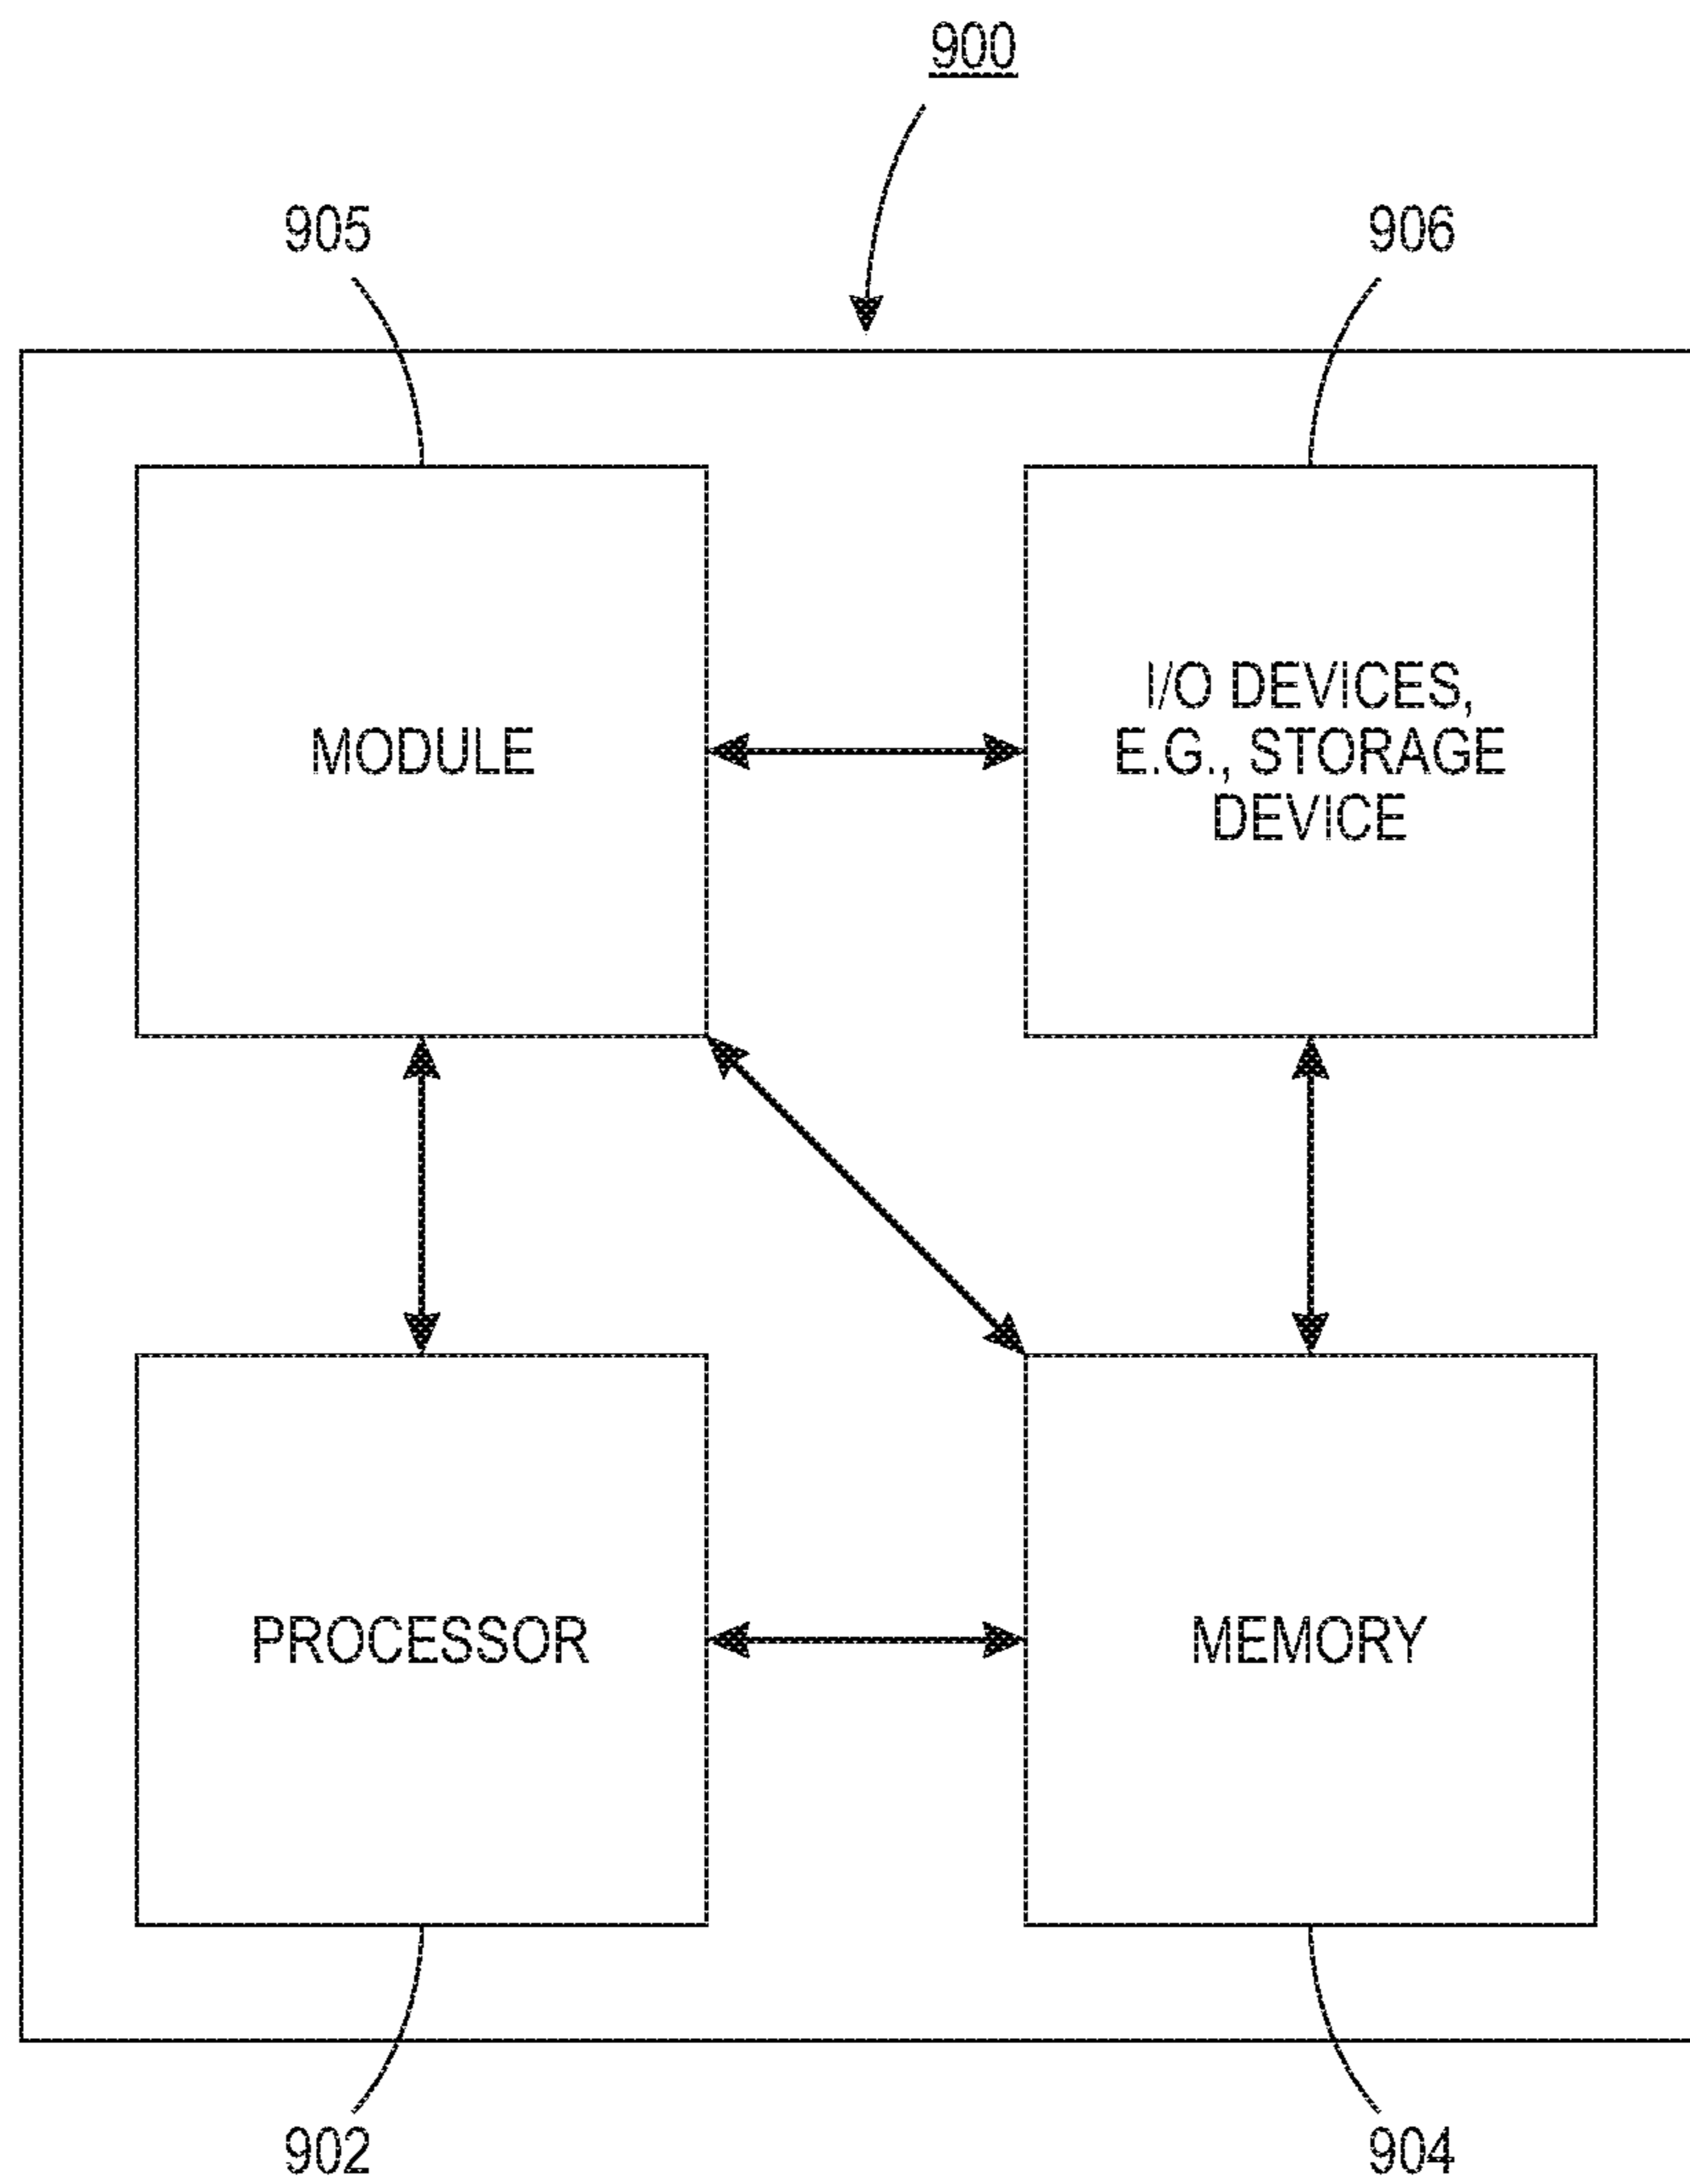 900
905
906
MODULE
I/O DEVICES,
E.G., STORAGE
DEVICE
PROCESSOR
MEMORY
902
904